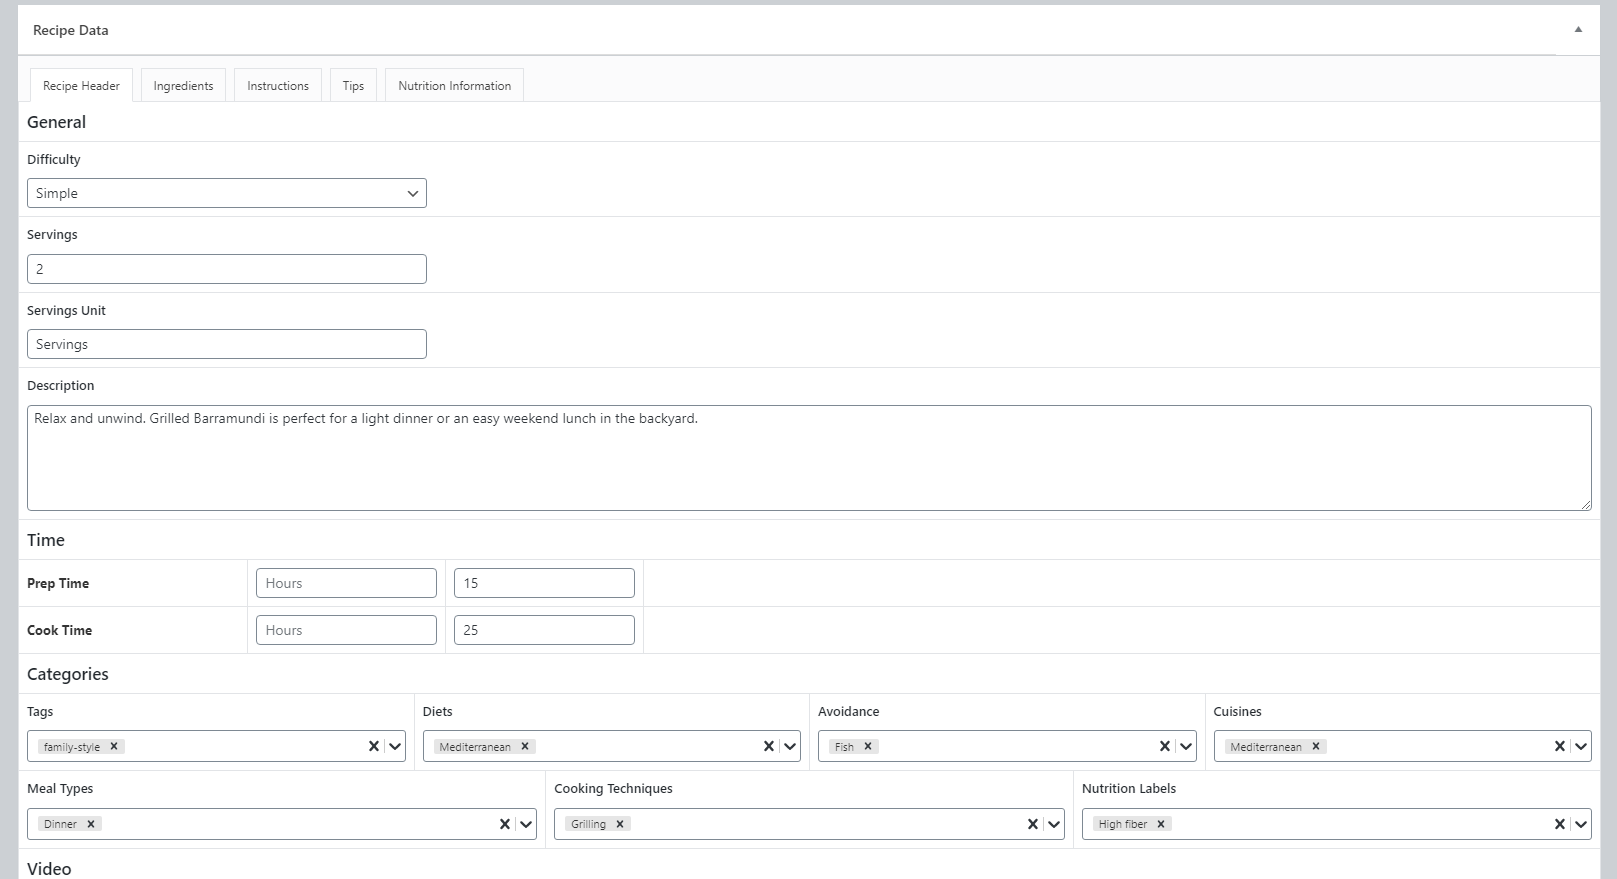 Recipe Data
Recipe Header Ingredients Instructions Tips Nutrition Information
General
Difficulty
Simple
Servings
2
Servings Unit
Servings
Description
Relax and unwind. Grilled Barramundi is perfect for a light dinner or an easy weekend lunch in the backyard.
Time
Prep Time Hours 15
Cook Time Hours 25
Categories
Tags Diets Avoidance Cuisines
family-style Mediterranean Fish Mediterranean
Meal Types Cooking Techniques Nutrition Labels
Dinner Grilling High fiber
Video